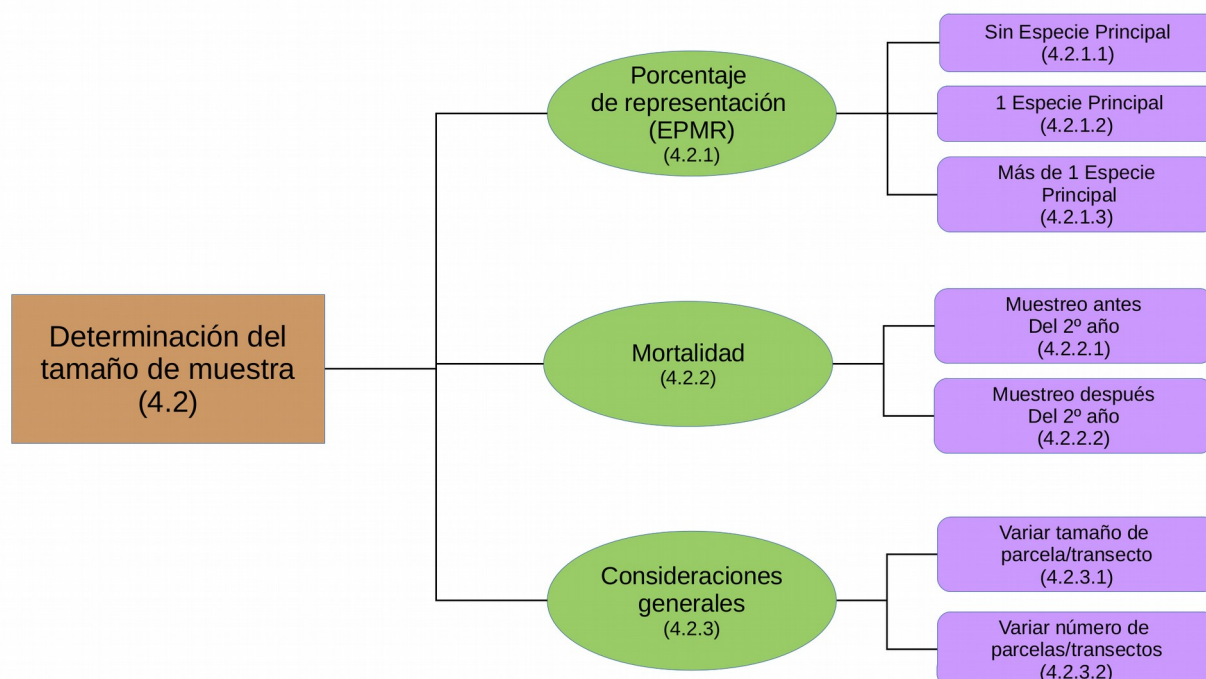 Determinación del
tamaño de muestra
(4.2)
Porcentaje
de representación
(EPMR)
(4.2.1)
Sin Especie Principal
(4.2.1.1)
1 Especie Principal
(4.2.1.2)
Más de 1 Especie
Principal
(4.2.1.3)
Mortalidad
(4.2.2)
Muestreo antes
Del 2º año
(4.2.2.1)
Muestreo después
Del 2º año
(4.2.2.2)
Consideraciones
generales
(4.2.3)
Variar tamaño de
parcela/transecto
(4.2.3.1)
Variar número de
parcelas/transectos
(4.2.3.2)